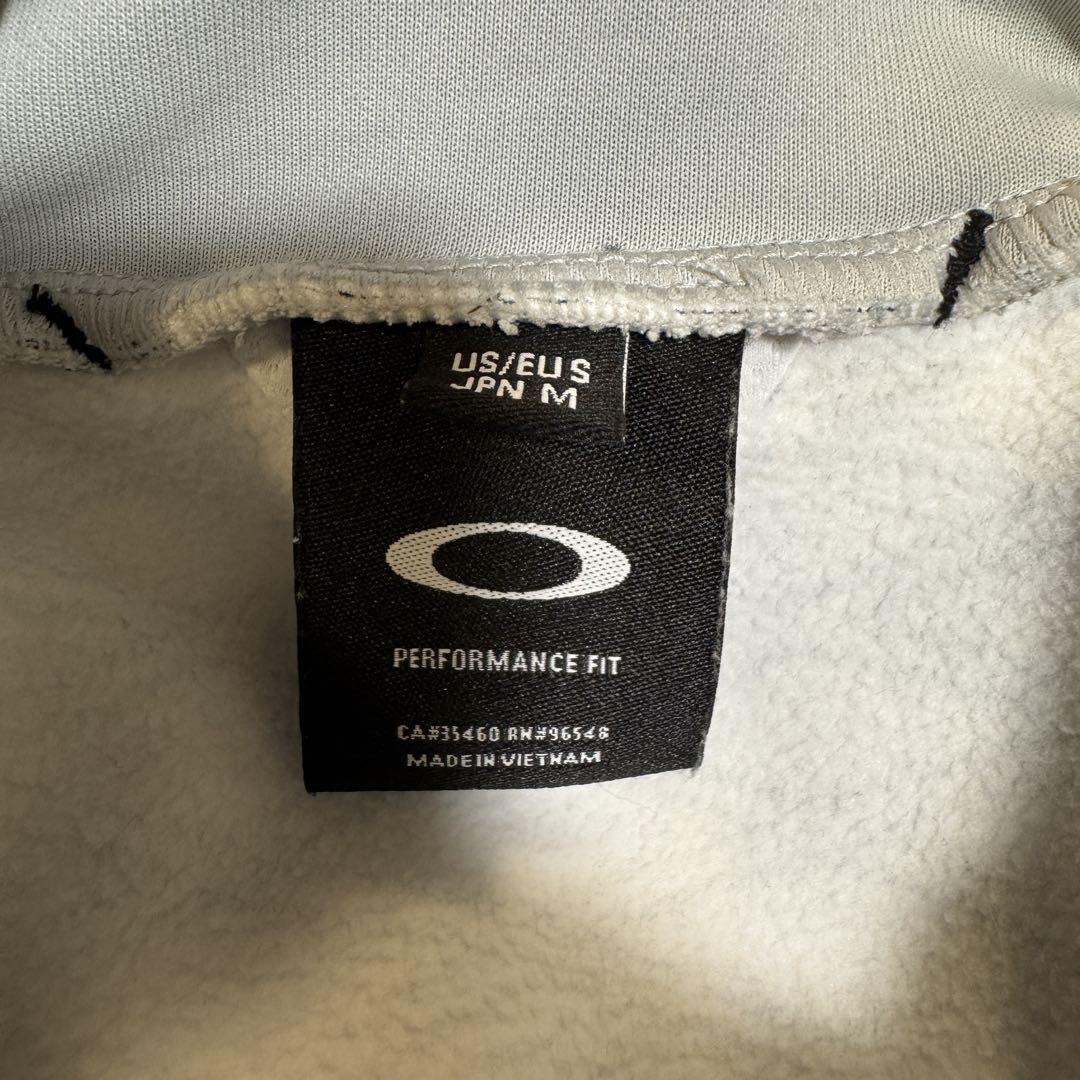 US/EU S
JPN M
PERFORMANCE FIT
CA#35460 RN#96548
MADE IN VIETNAM